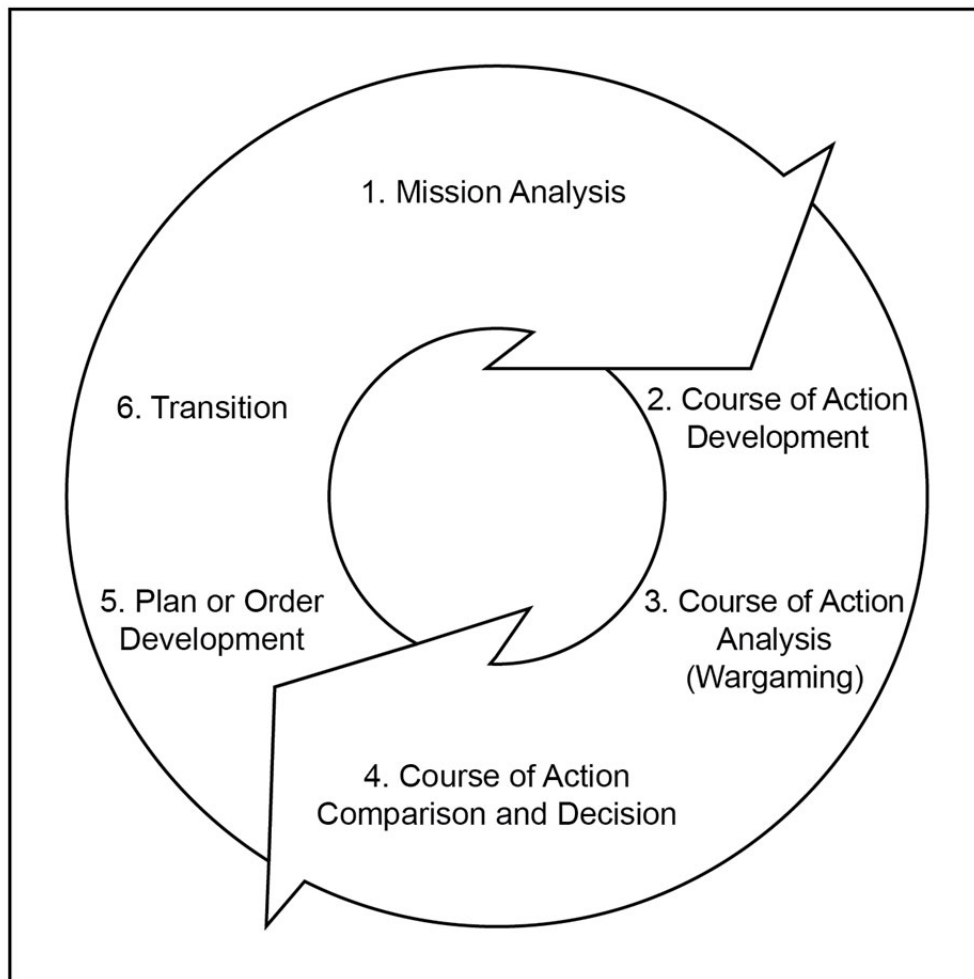 1. Mission Analysis
2. Course of Action
Development
3. Course of Action
Analysis
(Wargaming)
4. Course of Action
Comparison and Decision
5. Plan or Order
Development
6. Transition